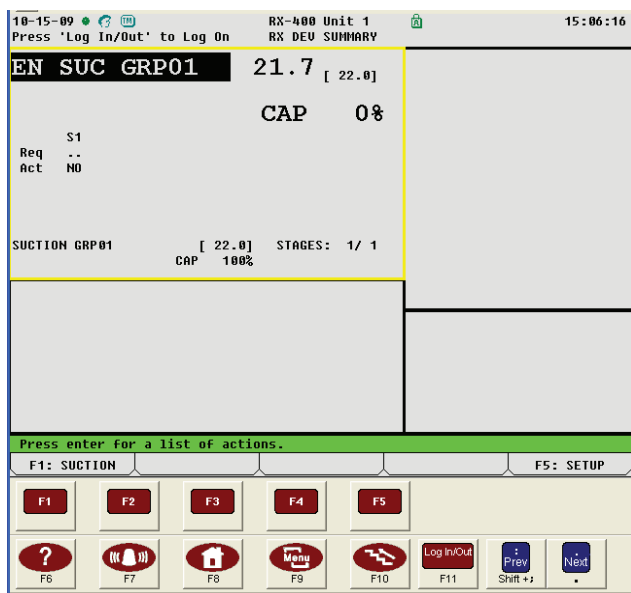 10-15-09 TM RX-400 Unit 1 A 15:06:16
Press 'Log In/Out' to Log On RX DEV SUMMARY
EN SUC GRP01 21.7 [ 22.0]
CAP 0%
S1
Req ..
Act NO
SUCTION GRP01 [ 22.0] STAGES: 1/ 1
CAP 100%
Press enter for a list of actions.
F1: SUCTION F5: SETUP
F1 F2 F3 F4 F5
? Menu Log In/Out : Prev . Next
F6 F7 F8 F9 F10 F11 Shift +; .